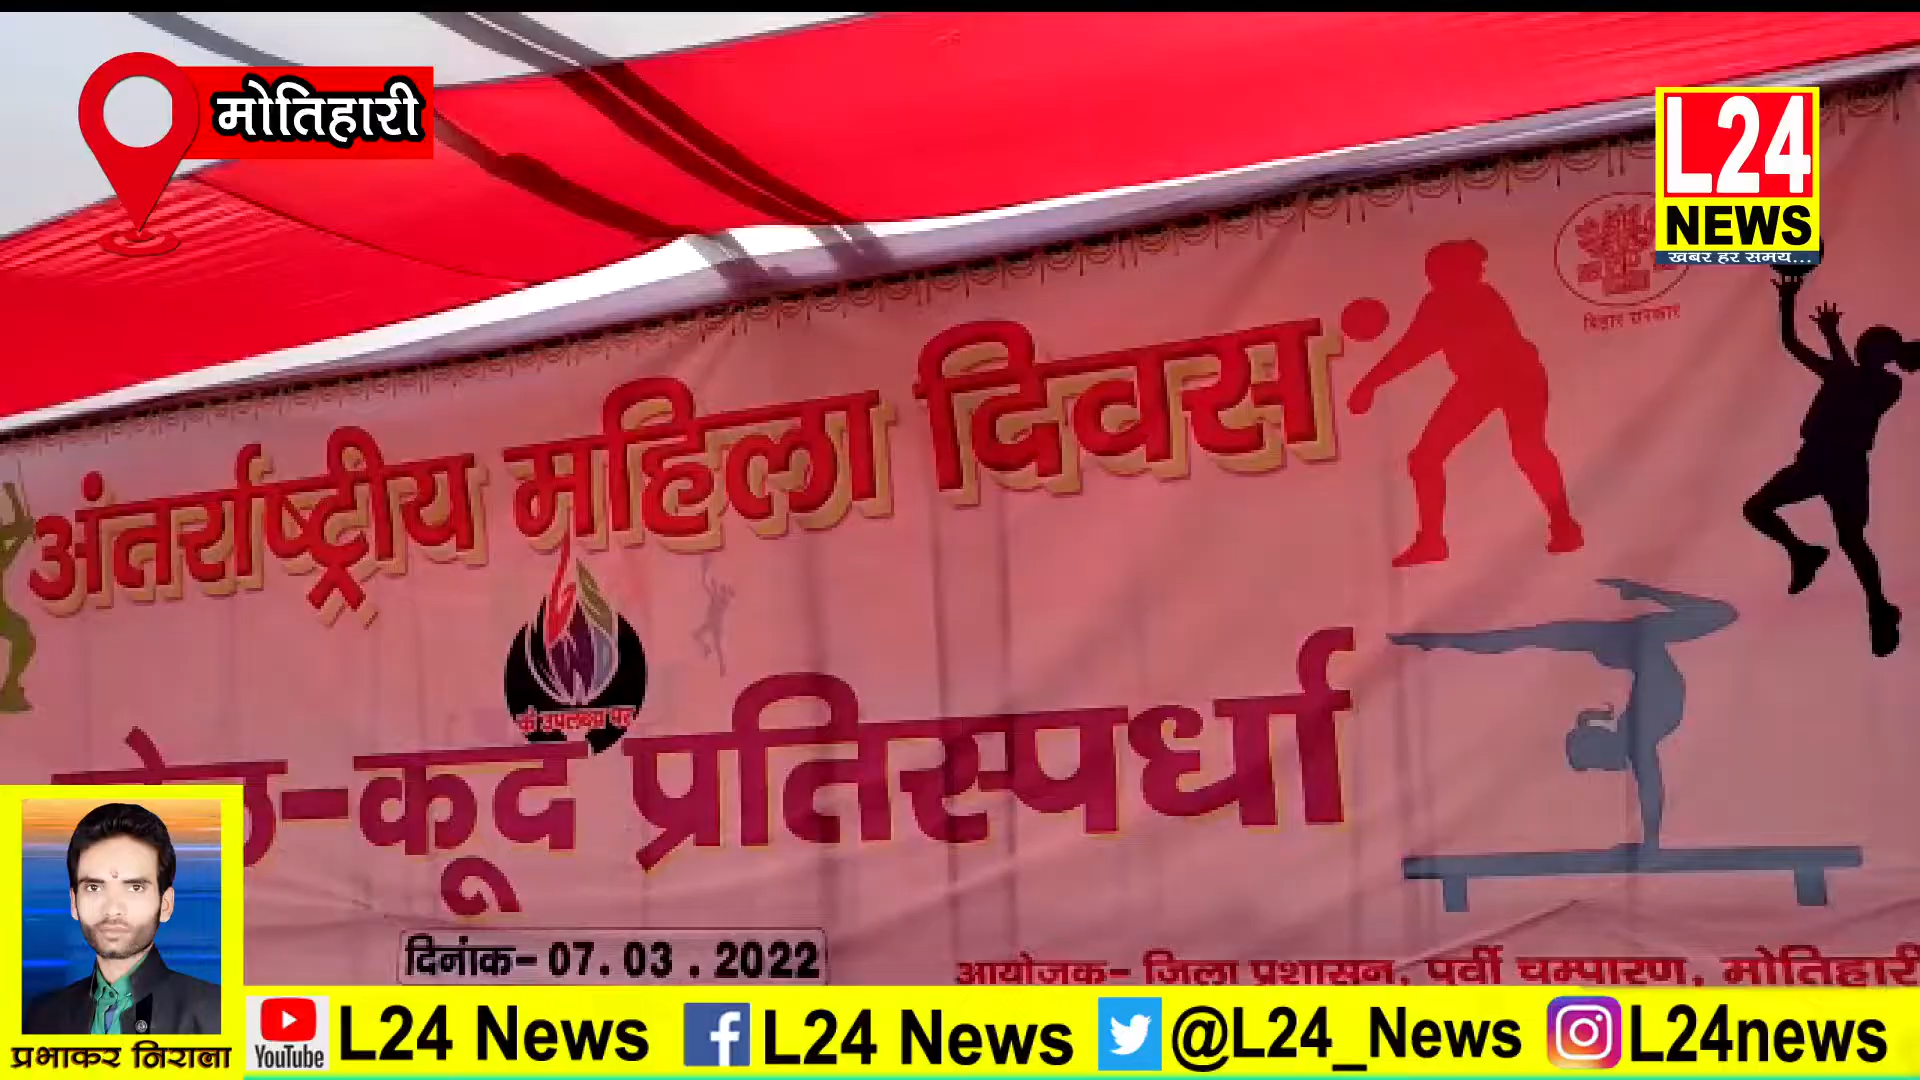 मोतिहारी
L24
NEWS
खबर हर समय...
बिहार सरकार
अंतर्राष्ट्रीय महिला दिवस
के उपलक्ष्य पर
-कूद प्रतिस्पर्धा
दिनांक- 07.03.2022
आयोजक- जिला प्रशासन, पूर्वी चम्पारण, मोतिहारी
प्रभाकर निराला
YouTube L24 News L24 News @L24_News L24news